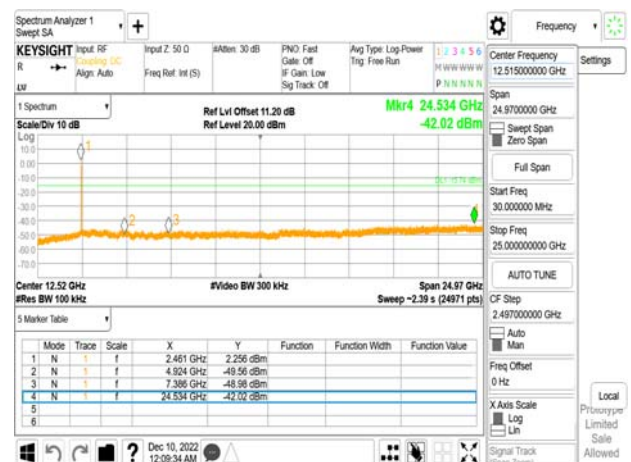 Spectrum Analyzer 1
Swept SA
+
Frequency
KEYSIGHT Input: RF Input Z: 50 Ω #Atten: 30 dB PNO: Fast Avg Type: Log-Power 1 2 3 4 5 6
R Coupling: DC Gate: Off Trig: Free Run M W W W W W
Align: Auto Freq Ref: Int (S) IF Gain: Low P N N N N N
LU Sig Track: Off
Center Frequency
12.515000000 GHz
Settings
Span
24.9700000 GHz
Swept Span
Zero Span
Full Span
Start Freq
30.000000 MHz
Stop Freq
25.000000000 GHz
AUTO TUNE
CF Step
2.497000000 GHz
Auto
Man
Freq Offset
0 Hz
X Axis Scale
Log
Lin
Signal Track
Local
Prototype
Limited
Sale
Allowed
1 Spectrum
Scale/Div 10 dB
Ref Lvl Offset 11.20 dB
Ref Level 20.00 dBm
Mkr4 24.534 GHz
-42.02 dBm
Log
10.0
0.00
-10.0
-20.0
-30.0
-40.0
-50.0
-60.0
-70.0
1
2
3
4
Center 12.52 GHz #Video BW 300 kHz Span 24.97 GHz
#Res BW 100 kHz Sweep ~2.39 s (24971 pts)
5 Marker Table
Mode Trace Scale X Y Function Function Width Function Value
1 N 1 f 2.461 GHz 2.256 dBm
2 N 1 f 4.924 GHz -49.56 dBm
3 N 1 f 7.386 GHz -48.98 dBm
4 N 1 f 24.534 GHz -42.02 dBm
5
6
?
Dec 10, 2022
12:09:34 AM